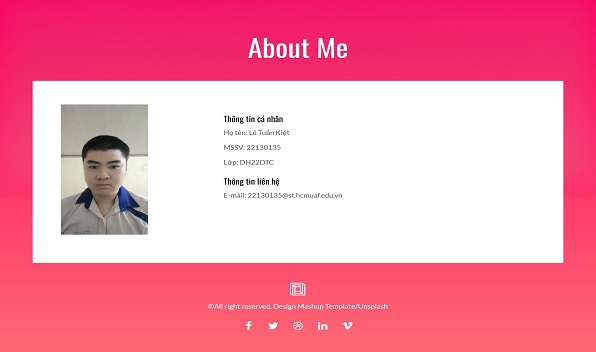 About Me
Thông tin cá nhân
Họ tên: Lê Tuấn Kiệt
MSSV: 22130135
Lớp: DH22DTC
Thông tin liên hệ
E-mail: 22130135@st.hcmuaf.edu.vn
©All right reserved. Design Mashup Template/Unsplash